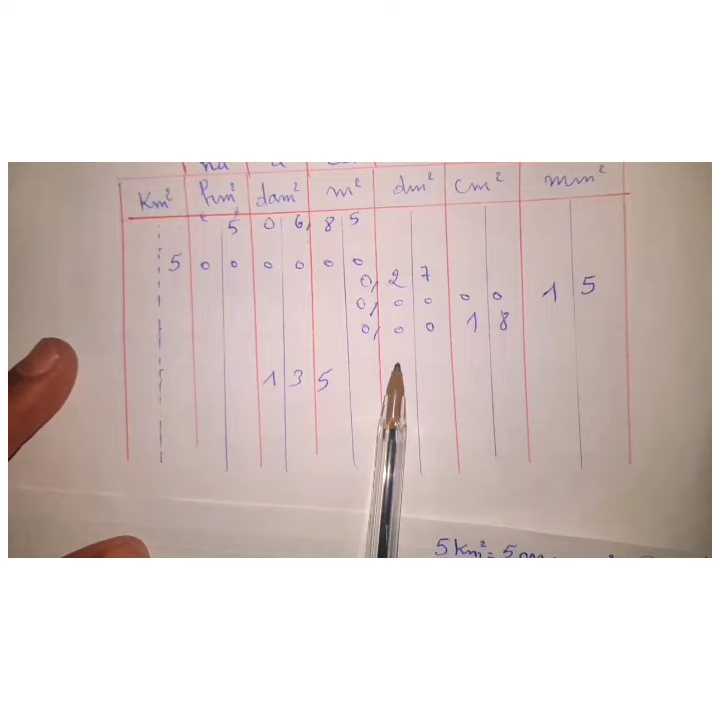 ha a
Km² hm² dam² m² dm² cm² mm²
5 0 6, 8 5
5 0 0 0 0 0 0
0, 2 7
0, 0 0 0 0 1 5
0, 0 0 1 8
1 3 5
5 Km² =